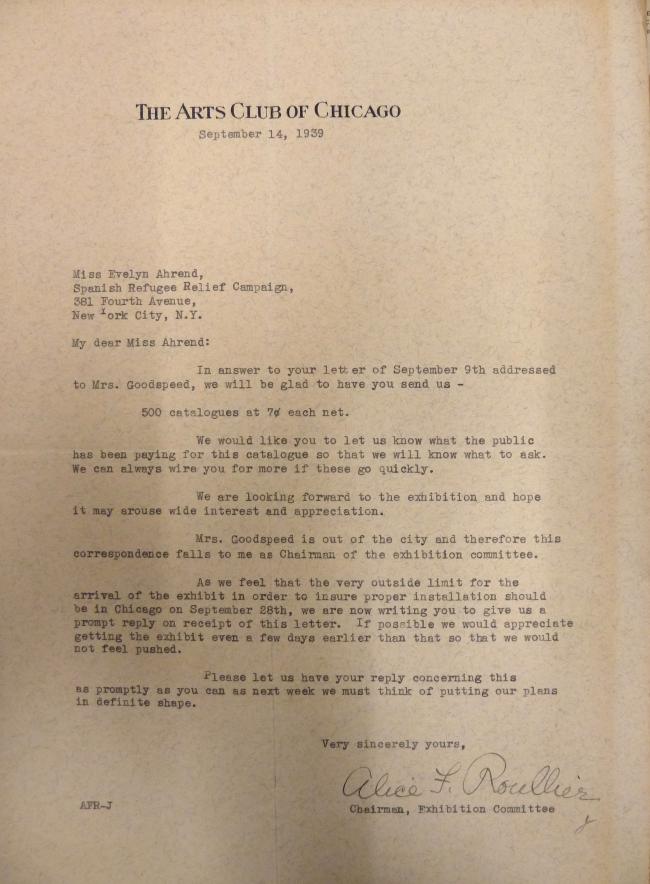 THE ARTS CLUB OF CHICAGO
September 14, 1939
Miss Evelyn Ahrend,
Spanish Refugee Relief Campaign,
381 Fourth Avenue,
New York City, N.Y.
My dear Miss Ahrend:
In answer to your letter of September 9th addressed
to Mrs. Goodspeed, we will be glad to have you send us -
500 catalogues at 7¢ each net.
We would like you to let us know what the public
has been paying for this catalogue so that we will know what to ask.
We can always wire you for more if these go quickly.
We are looking forward to the exhibition and hope
it may arouse wide interest and appreciation.
Mrs. Goodspeed is out of the city and therefore this
correspondence falls to me as Chairman of the exhibition committee.
As we feel that the very outside limit for the
arrival of the exhibit in order to insure proper installation should
be in Chicago on September 28th, we are now writing you to give us a
prompt reply on receipt of this letter. If possible we would appreciate
getting the exhibit even a few days earlier than that so that we would
not feel pushed.
Please let us have your reply concerning this
as promptly as you can as next week we must think of putting our plans
in definite shape.
Very sincerely yours,
Alice F. Roullier
AFR-J
Chairman, Exhibition Committee